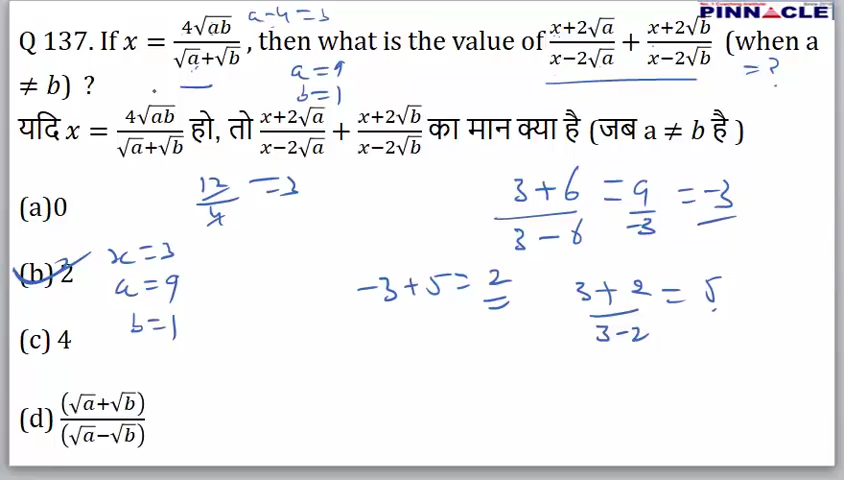 PINNACLE
a-4=3
Q 137. If x = 4√ab/(√a+√b), then what is the value of (x+2√a)/(x−2√a) + (x+2√b)/(x−2√b) (when a
= ?
≠ b) ?
a=9
b=1
यदि x = 4√ab/(√a+√b) हो, तो (x+2√a)/(x−2√a) + (x+2√b)/(x−2√b) का मान क्या है (जब a ≠ b है )
(a)0
12/4 = 3
(3+6)/(3-6) = 9/-3 = -3
(b) 2
x=3
a=9
b=1
-3+5=2
(3+2)/(3-2) = 5
(c) 4
(d) (√a+√b)/(√a−√b)